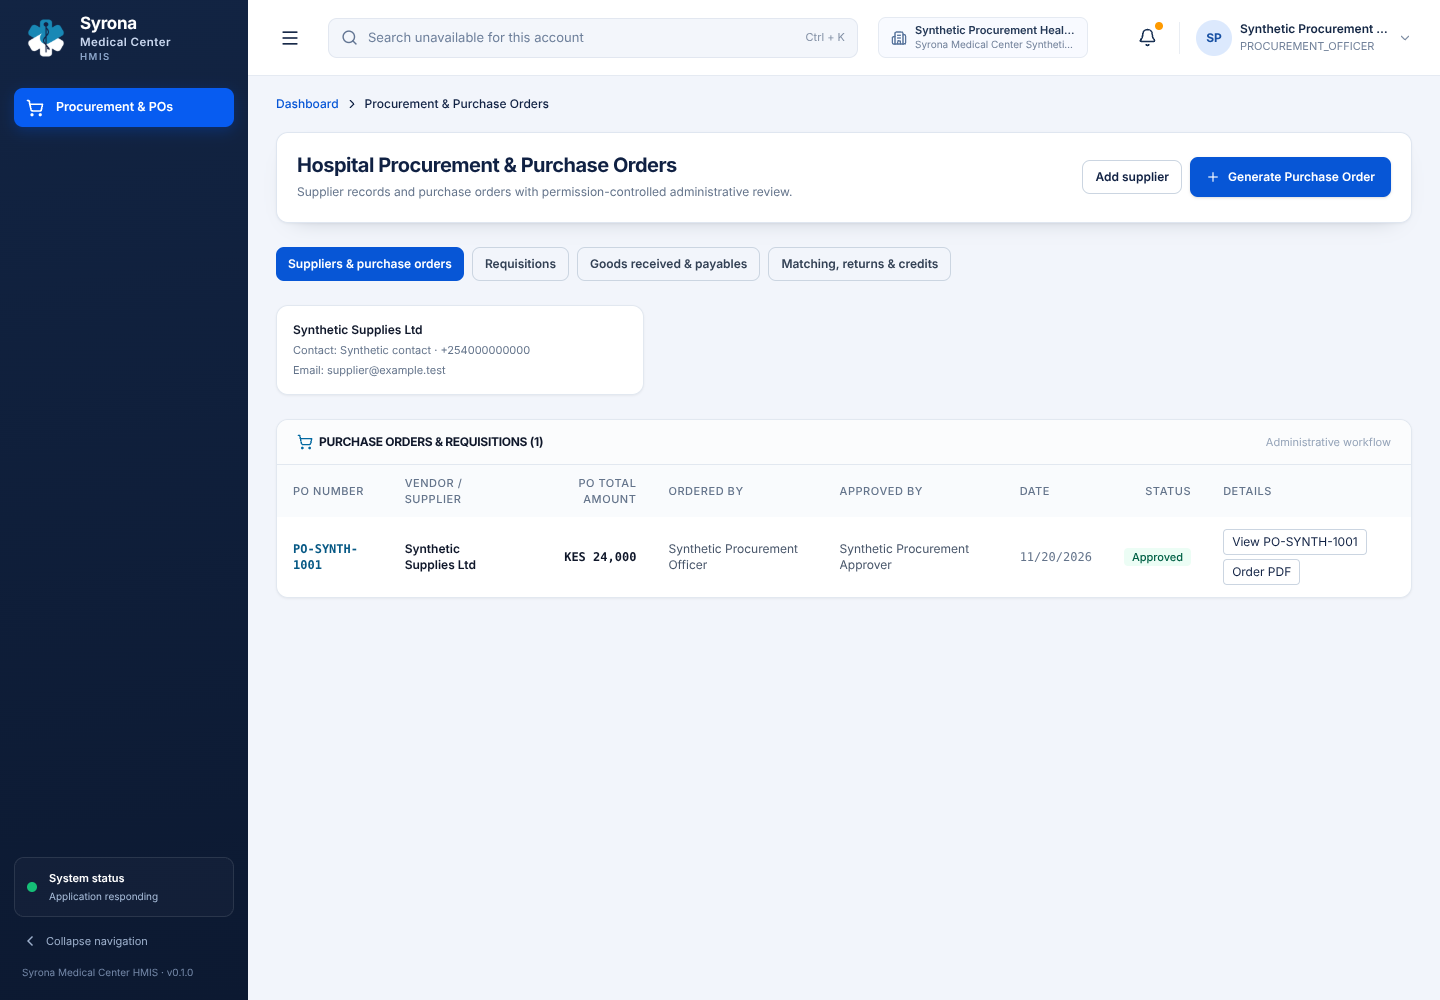 Syrona
Medical Center
HMIS
Search unavailable for this account
Ctrl + K
Synthetic Procurement Heal...
Syrona Medical Center Syntheti...
SP
Synthetic Procurement ...
PROCUREMENT_OFFICER
Procurement & POs
Dashboard > Procurement & Purchase Orders
Hospital Procurement & Purchase Orders
Supplier records and purchase orders with permission-controlled administrative review.
Add supplier
+ Generate Purchase Order
Suppliers & purchase orders
Requisitions
Goods received & payables
Matching, returns & credits
Synthetic Supplies Ltd
Contact: Synthetic contact · +254000000000
Email: supplier@example.test
PURCHASE ORDERS & REQUISITIONS (1)
Administrative workflow
PO NUMBER
VENDOR /
SUPPLIER
PO TOTAL
AMOUNT
ORDERED BY
APPROVED BY
DATE
STATUS
DETAILS
PO-SYNTH-
1001
Synthetic
Supplies Ltd
KES 24,000
Synthetic Procurement
Officer
Synthetic Procurement
Approver
11/20/2026
Approved
View PO-SYNTH-1001
Order PDF
System status
Application responding
Collapse navigation
Syrona Medical Center HMIS · v0.1.0